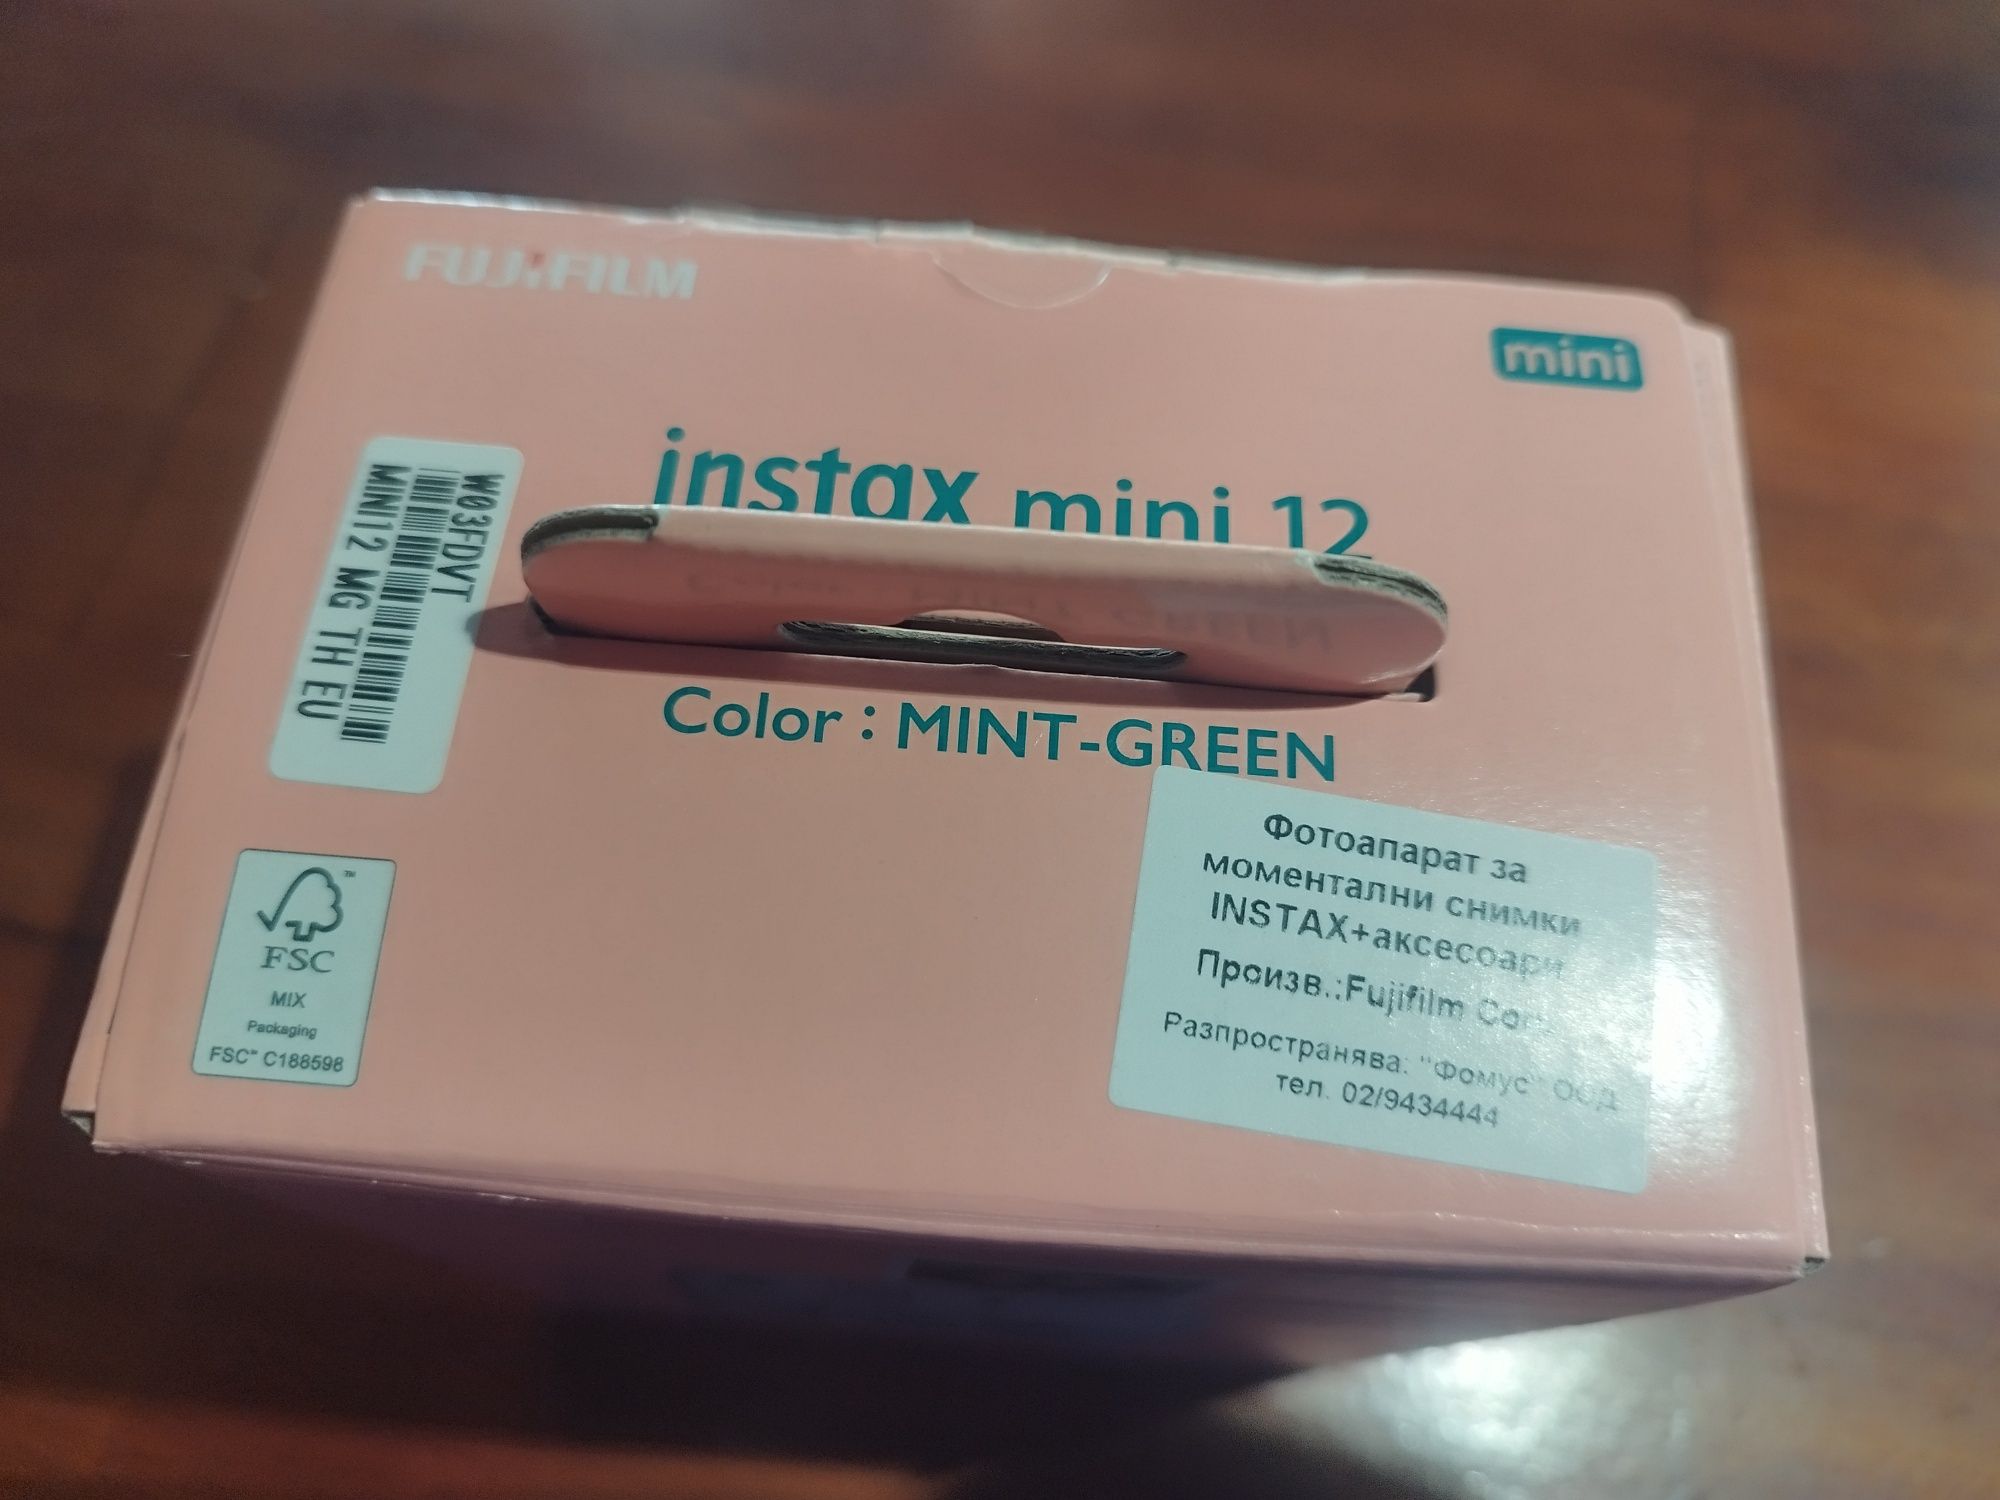 FUJIFILM
mini
instax mini 12
W03FDVT
MINI12 MG TH EU
Color : MINT-GREEN
Фотоапарат за
моментални снимки
INSTAX+аксесоари
Произв.:Fujifilm Corp.
Разпространява: "Фомус" ООД
тел. 02/9434444
FSC
MIX
Packaging
FSC™ C188598